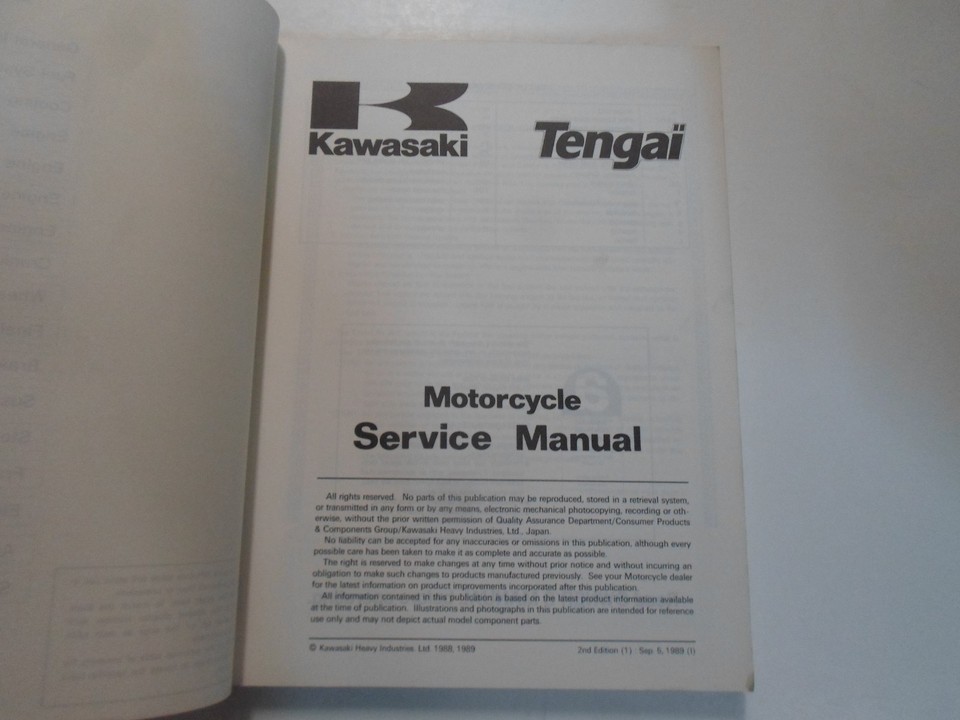 Kawasaki
Tengaï
Motorcycle
Service Manual
All rights reserved. No parts of this publication may be reproduced, stored in a retrieval system,
or transmitted in any form or by any means, electronic mechanical photocopying, recording or oth-
erwise, without the prior written permission of Quality Assurance Department/Consumer Products
& Components Group/Kawasaki Heavy Industries, Ltd., Japan.
No liability can be accepted for any inaccuracies or omissions in this publication, although every
possible care has been taken to make it as complete and accurate as possible.
The right is reserved to make changes at any time without prior notice and without incurring an
obligation to make such changes to products manufactured previously. See your Motorcycle dealer
for the latest information on product improvements incorporated after this publication.
All information contained in this publication is based on the latest product information available
at the time of publication. Illustrations and photographs in this publication are intended for reference
use only and may not depict actual model component parts.
© Kawasaki Heavy Industries. Ltd. 1988, 1989
2nd Edition (1) : Sep. 6, 1989 (I)